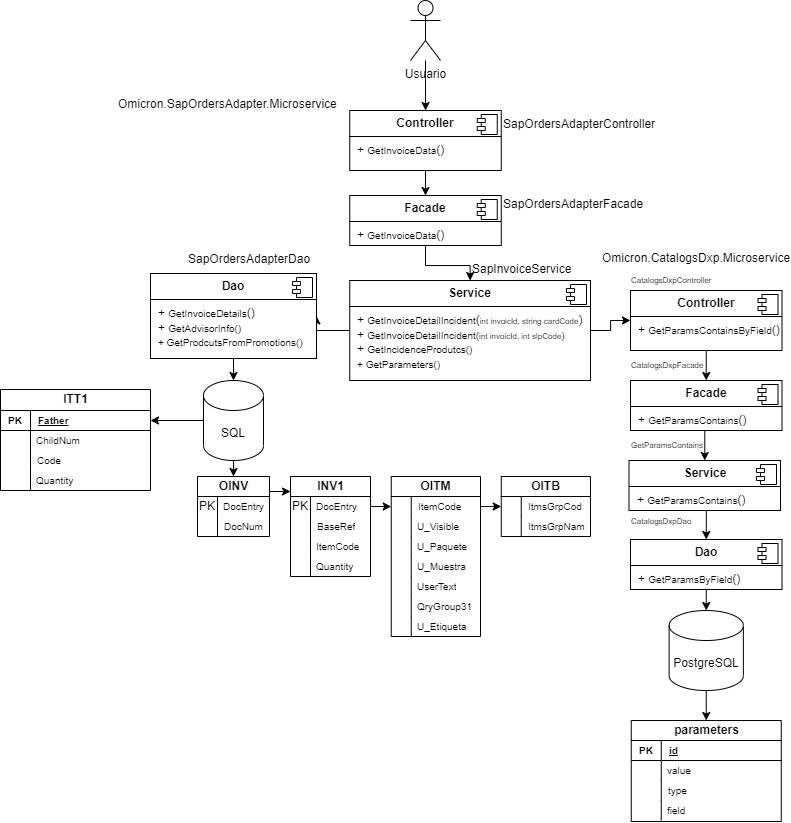 Usuario
Omicron.SapOrdersAdapter.Microservice
Controller
SapOrdersAdapterController
+ GetInvoiceData()
Facade
SapOrdersAdapterFacade
+ GetInvoiceData()
SapOrdersAdapterDao
Dao
+ GetInvoiceDetails()
+ GetAdvisorInfo()
+ GetProdcutsFromPromotions()
SapInvoiceService
Service
+ GetInvoiceDetailIncident(int invoicId, string cardCode)
+ GetInvoiceDetailIncident(int invoicId, int slpCode)
+ GetIncidenceProdutcs()
+ GetParameters()
Omicron.CatalogsDxp.Microservice
CatalogsDxpController
Controller
+ GetParamsContainsByField()
CatalogsDxpFacade
Facade
+ GetParamsContains()
GetParamsContains
Service
+ GetParamsContains()
CatalogsDxpDao
Dao
+ GetParamsByField()
PostgreSQL
parameters
PK id
value
type
field
SQL
ITT1
PK Father
ChildNum
Code
Quantity
OINV
PK DocEntry
DocNum
INV1
PK DocEntry
BaseRef
ItemCode
Quantity
OITM
ItemCode
U_Visible
U_Paquete
U_Muestra
UserText
QryGroup31
U_Etiqueta
OITB
ItmsGrpCod
ItmsGrpNam